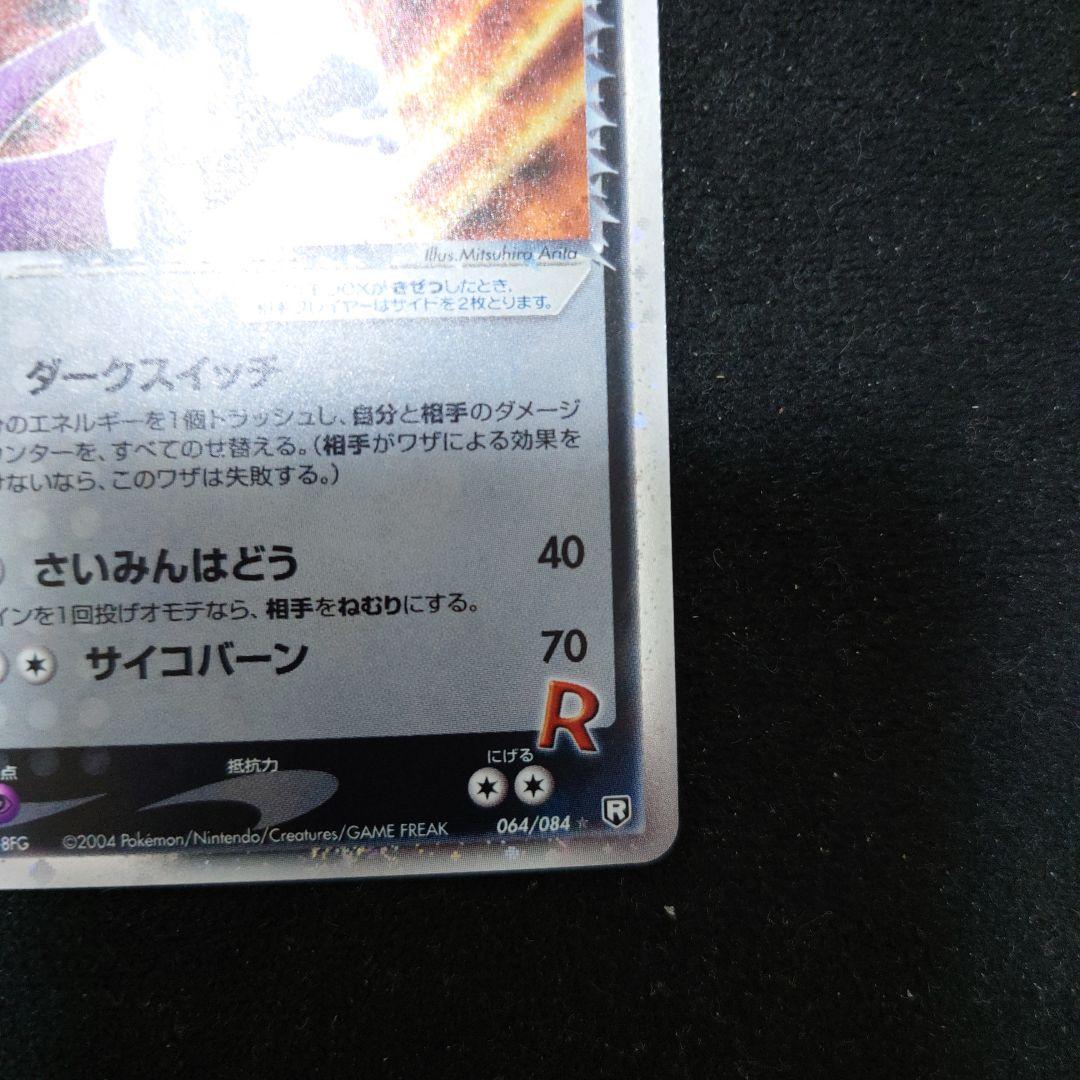 Illus. Mitsuhiro Arita
Xがきぜつしたとき、
プレイヤーはサイドを2枚とります。
ダークスイッチ
のエネルギーを1個トラッシュし、自分と相手のダメージ
ンターを、すべてのせ替える。（相手がワザによる効果を
ないなら、このワザは失敗する。）
さいみんはどう 40
インを1回投げオモテなら、相手をねむりにする。
サイコバーン 70
R
点 抵抗力 にげる
8FG ©2004 Pokémon/Nintendo/Creatures/GAME FREAK 064/084 ★ R